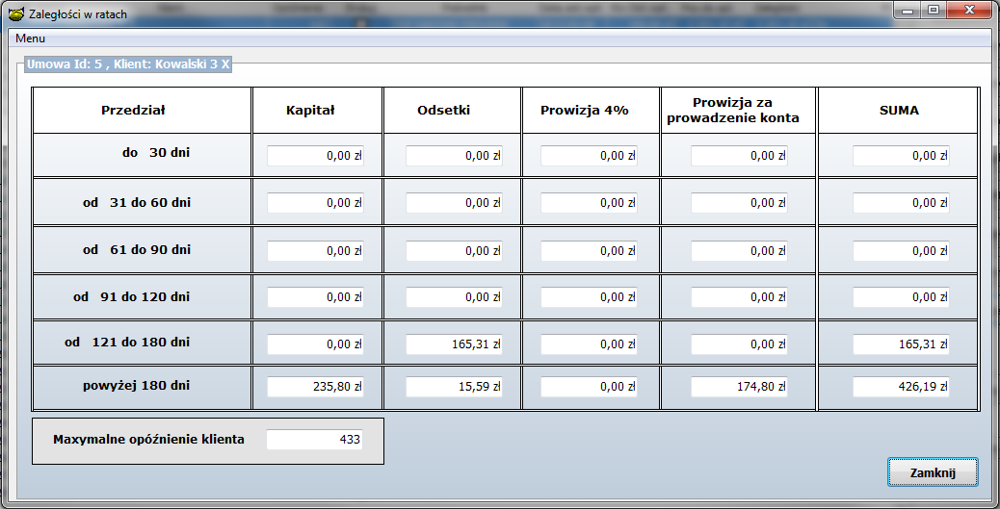 Zaległości w ratach
Menu
Umowa Id: 5 , Klient: Kowalski 3 X
Przedział Kapitał Odsetki Prowizja 4% Prowizja za prowadzenie konta SUMA
do 30 dni 0,00 zł 0,00 zł 0,00 zł 0,00 zł 0,00 zł
od 31 do 60 dni 0,00 zł 0,00 zł 0,00 zł 0,00 zł 0,00 zł
od 61 do 90 dni 0,00 zł 0,00 zł 0,00 zł 0,00 zł 0,00 zł
od 91 do 120 dni 0,00 zł 0,00 zł 0,00 zł 0,00 zł 0,00 zł
od 121 do 180 dni 0,00 zł 165,31 zł 0,00 zł 0,00 zł 165,31 zł
powyżej 180 dni 235,80 zł 15,59 zł 0,00 zł 174,80 zł 426,19 zł
Maxymalne opóźnienie klienta 433
Zamknij